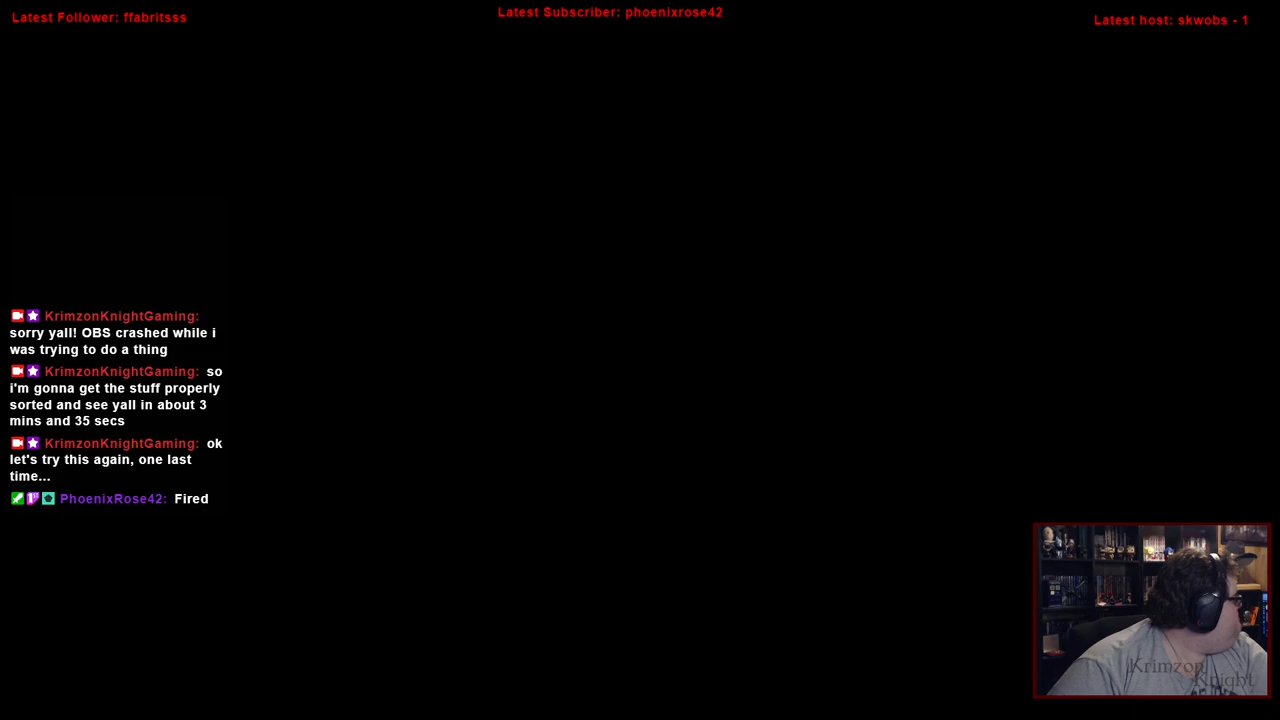 Latest Follower: ffabritsss
Latest Subscriber: phoenixrose42
Latest host: skwobs - 1
KrimzonKnightGaming:
sorry yall! OBS crashed while i
was trying to do a thing
KrimzonKnightGaming: so
i'm gonna get the stuff properly
sorted and see yall in about 3
mins and 35 secs
KrimzonKnightGaming: ok
let's try this again, one last
time...
PhoenixRose42: Fired
Krimzon
Knight